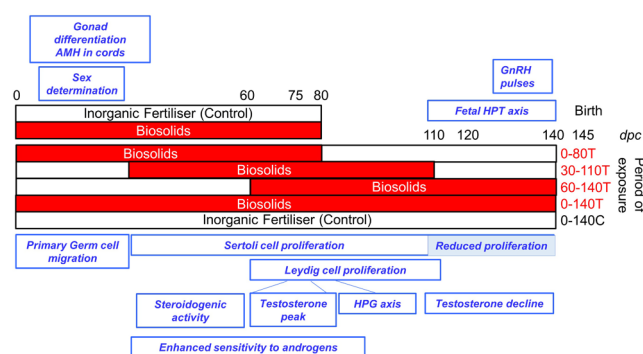 Gonad
differentiation
AMH in cords
Sex
determination
GnRH
pulses
0 60 75 80
Inorganic Fertiliser (Control)
Fetal HPT axis
Birth
Biosolids
110 120 140 145 dpc
Biosolids
0-80T
Biosolids
30-110T
Biosolids
60-140T
Biosolids
0-140T
Inorganic Fertiliser (Control)
0-140C
Period of
exposure
Primary Germ cell
migration
Sertoli cell proliferation
Reduced proliferation
Leydig cell proliferation
Steroidogenic
activity
Testosterone
peak
HPG axis
Testosterone decline
Enhanced sensitivity to androgens